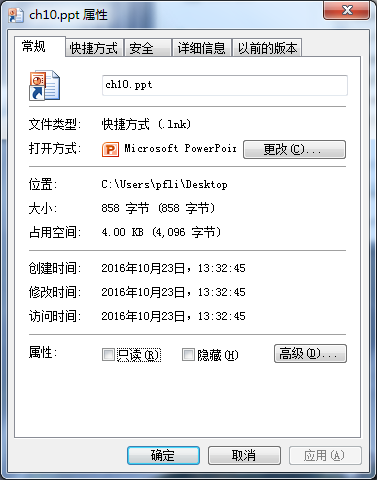 ch10.ppt 属性
常规 快捷方式 安全 详细信息 以前的版本
ch10.ppt
文件类型: 快捷方式 (.lnk)
打开方式: Microsoft PowerPoin 更改(C)...
位置: C:\Users\pfli\Desktop
大小: 858 字节 (858 字节)
占用空间: 4.00 KB (4,096 字节)
创建时间: 2016年10月23日，13:32:45
修改时间: 2016年10月23日，13:32:45
访问时间: 2016年10月23日，13:32:45
属性: 只读(R) 隐藏(H) 高级(D)...
确定 取消 应用(A)